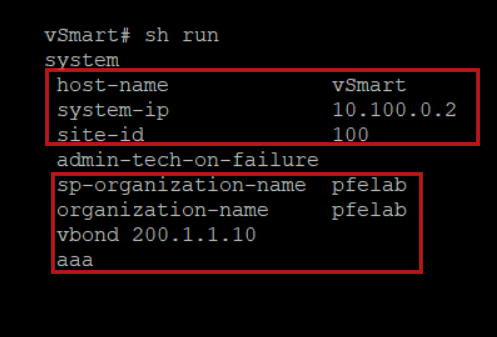 vSmart# sh run
system
host-name vSmart
system-ip 10.100.0.2
site-id 100
admin-tech-on-failure
sp-organization-name pfelab
organization-name pfelab
vbond 200.1.1.10
aaa